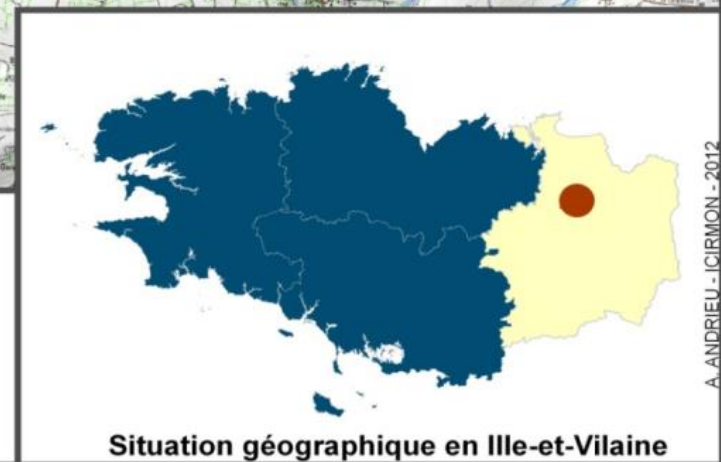 Situation géographique en Ille-et-Vilaine
A. ANDRIEU - ICIRMON - 2012